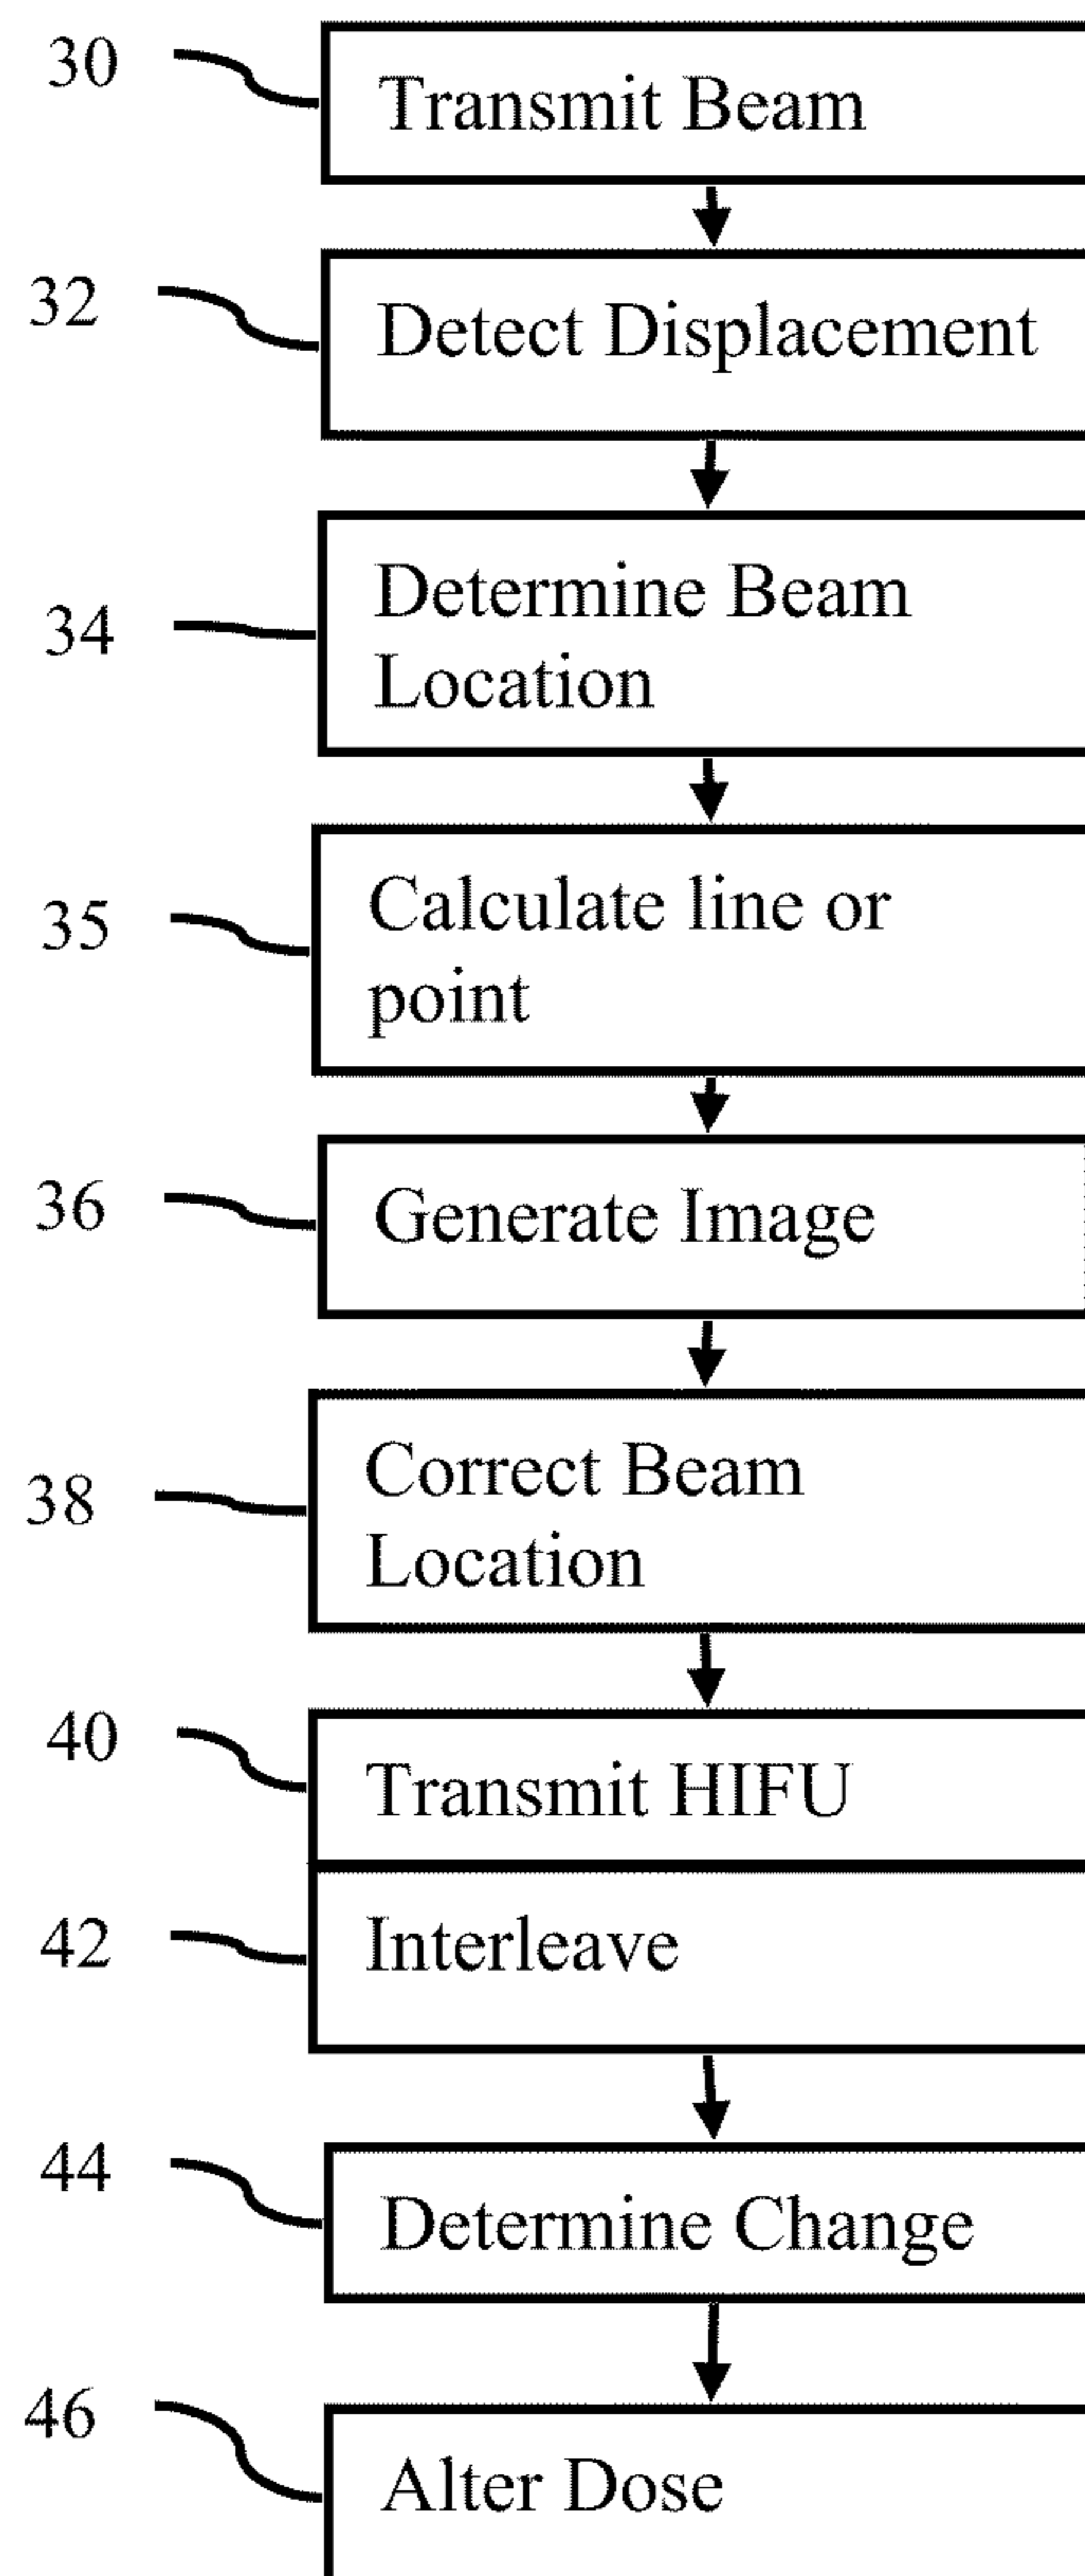 30
Transmit Beam
32
Detect Displacement
34
Determine Beam
Location
35
Calculate line or
point
36
Generate Image
38
Correct Beam
Location
40
Transmit HIFU
42
Interleave
44
Determine Change
46
Alter Dose